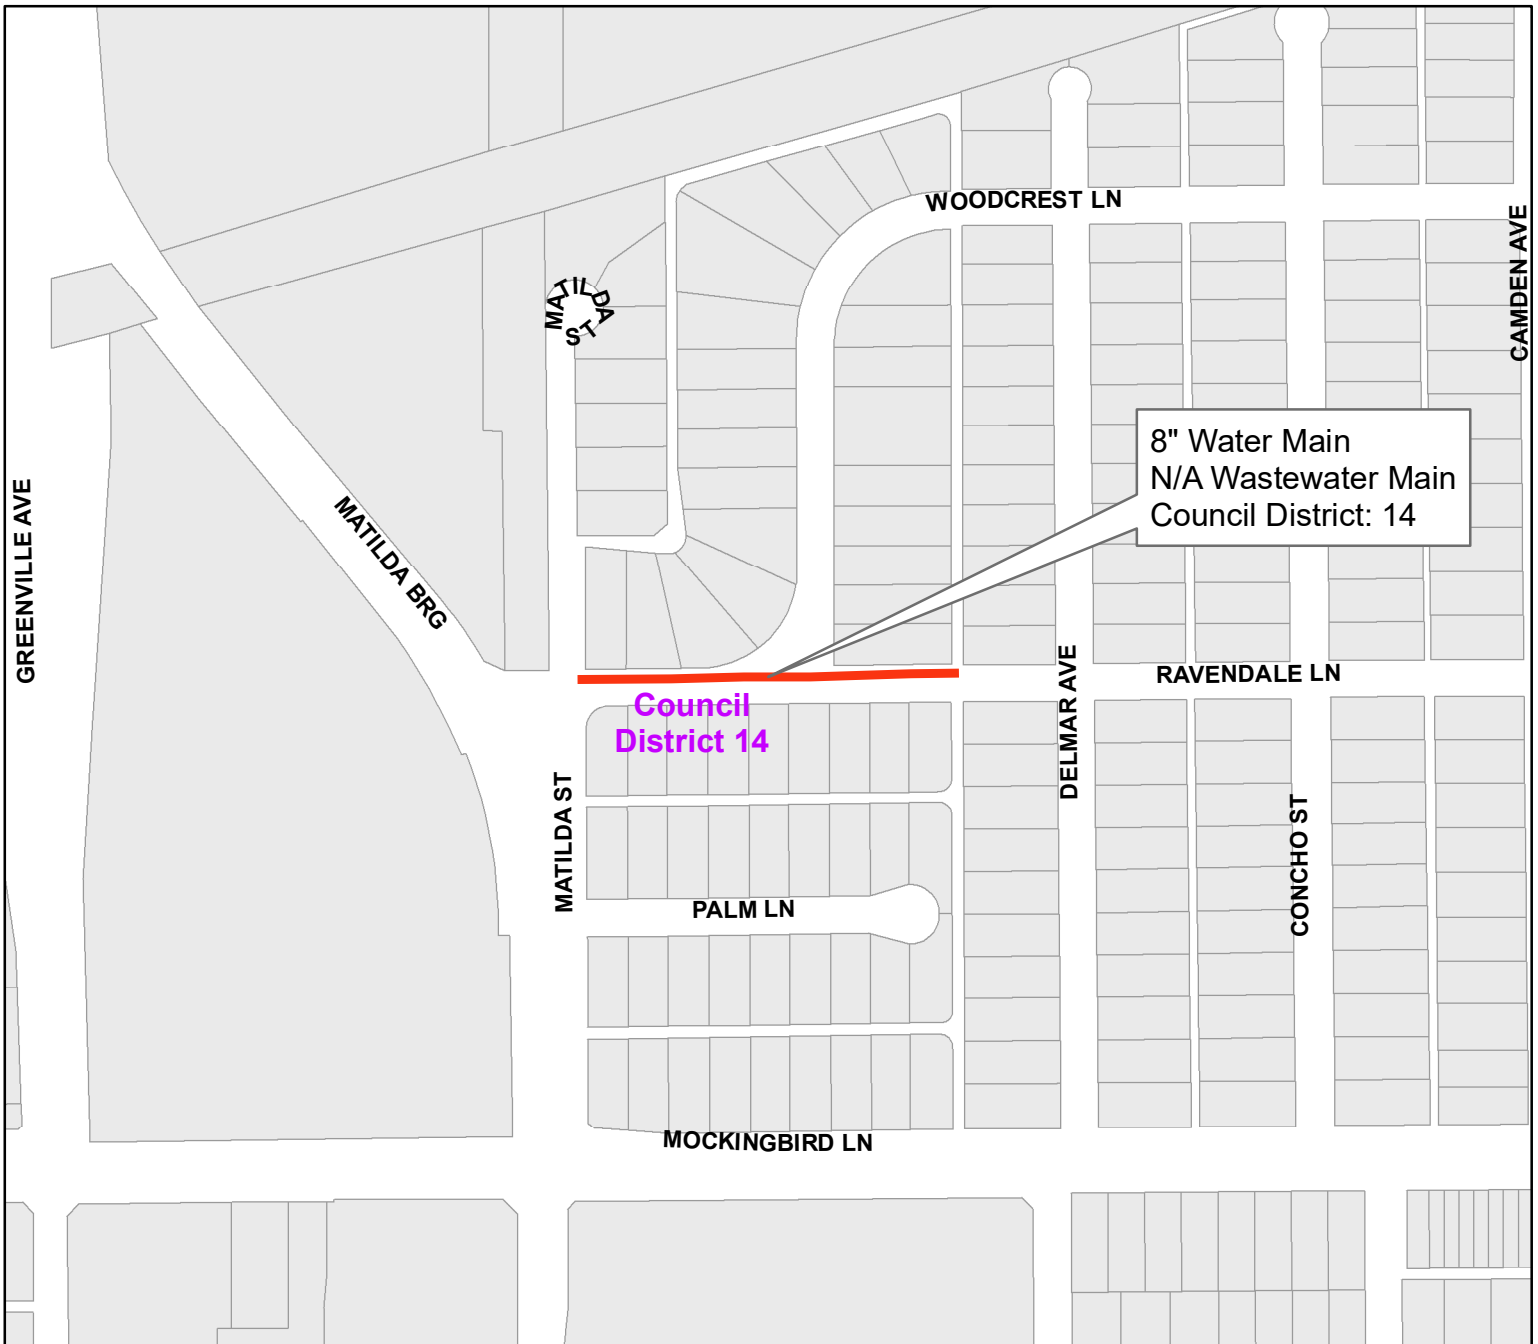 WOODCREST LN
CAMDEN AVE
MATILDA
ST
8" Water Main
N/A Wastewater Main
Council District: 14
GREENVILLE AVE
MATILDA BRG
RAVENDALE LN
DELMAR AVE
Council
District 14
MATILDA ST
CONCHO ST
PALM LN
MOCKINGBIRD LN